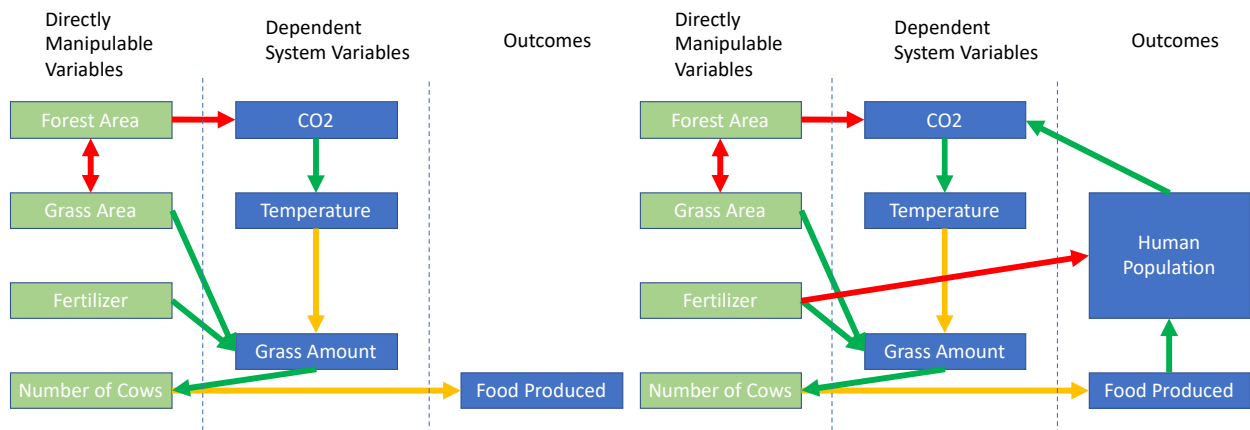 Directly
Manipulable
Variables
Dependent
System Variables
Outcomes
Forest Area
CO2
Grass Area
Temperature
Fertilizer
Grass Amount
Number of Cows
Food Produced
Directly
Manipulable
Variables
Dependent
System Variables
Outcomes
Forest Area
CO2
Grass Area
Temperature
Human
Population
Fertilizer
Grass Amount
Number of Cows
Food Produced